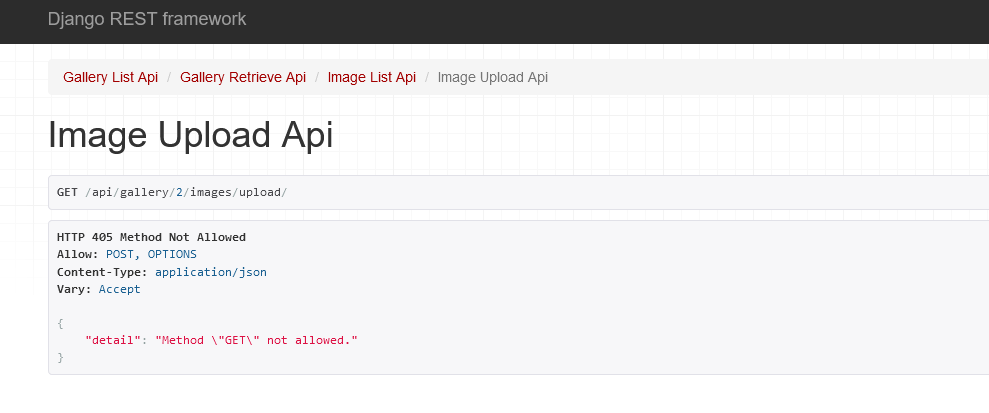 Django REST framework
Gallery List Api / Gallery Retrieve Api / Image List Api / Image Upload Api
Image Upload Api
GET /api/gallery/2/images/upload/
HTTP 405 Method Not Allowed
Allow: POST, OPTIONS
Content-Type: application/json
Vary: Accept
{
    "detail": "Method \"GET\" not allowed."
}